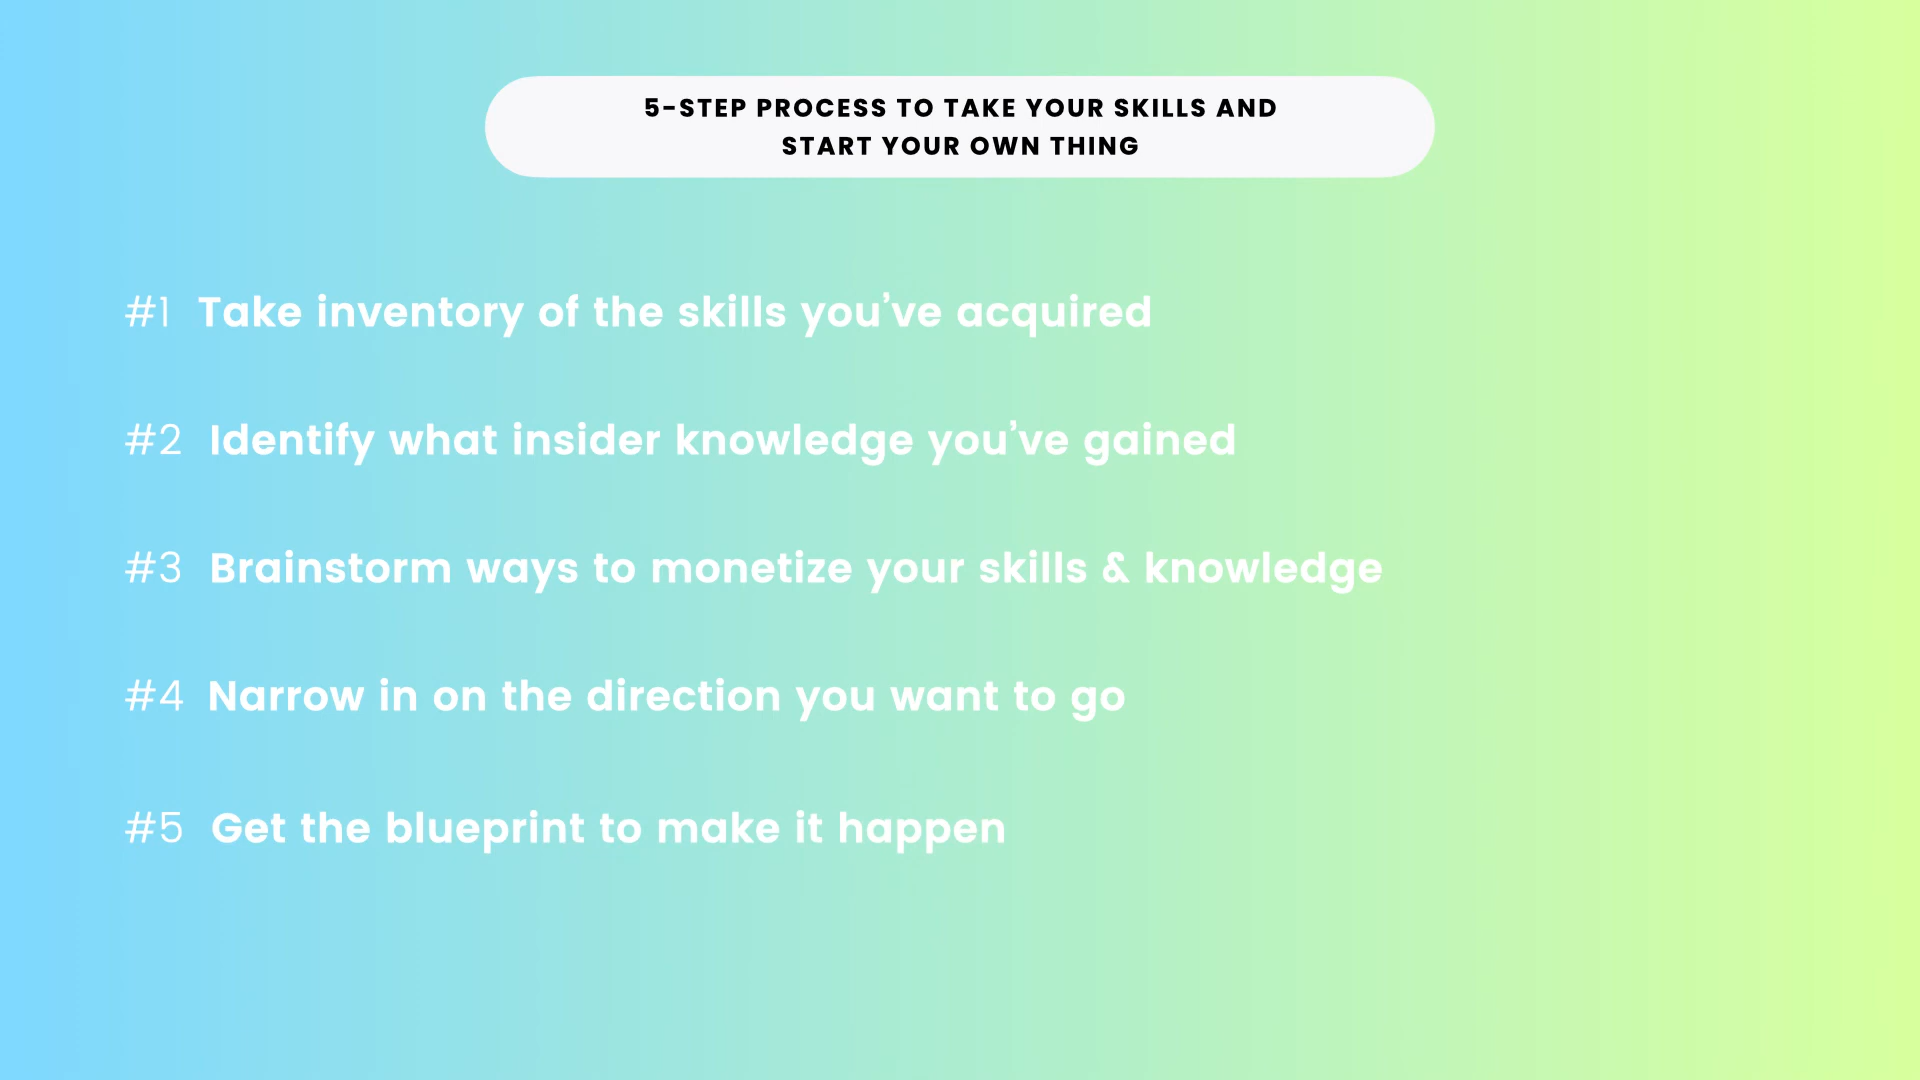 5-STEP PROCESS TO TAKE YOUR SKILLS AND
START YOUR OWN THING
#1 Take inventory of the skills you’ve acquired
#2 Identify what insider knowledge you’ve gained
#3 Brainstorm ways to monetize your skills & knowledge
#4 Narrow in on the direction you want to go
#5 Get the blueprint to make it happen